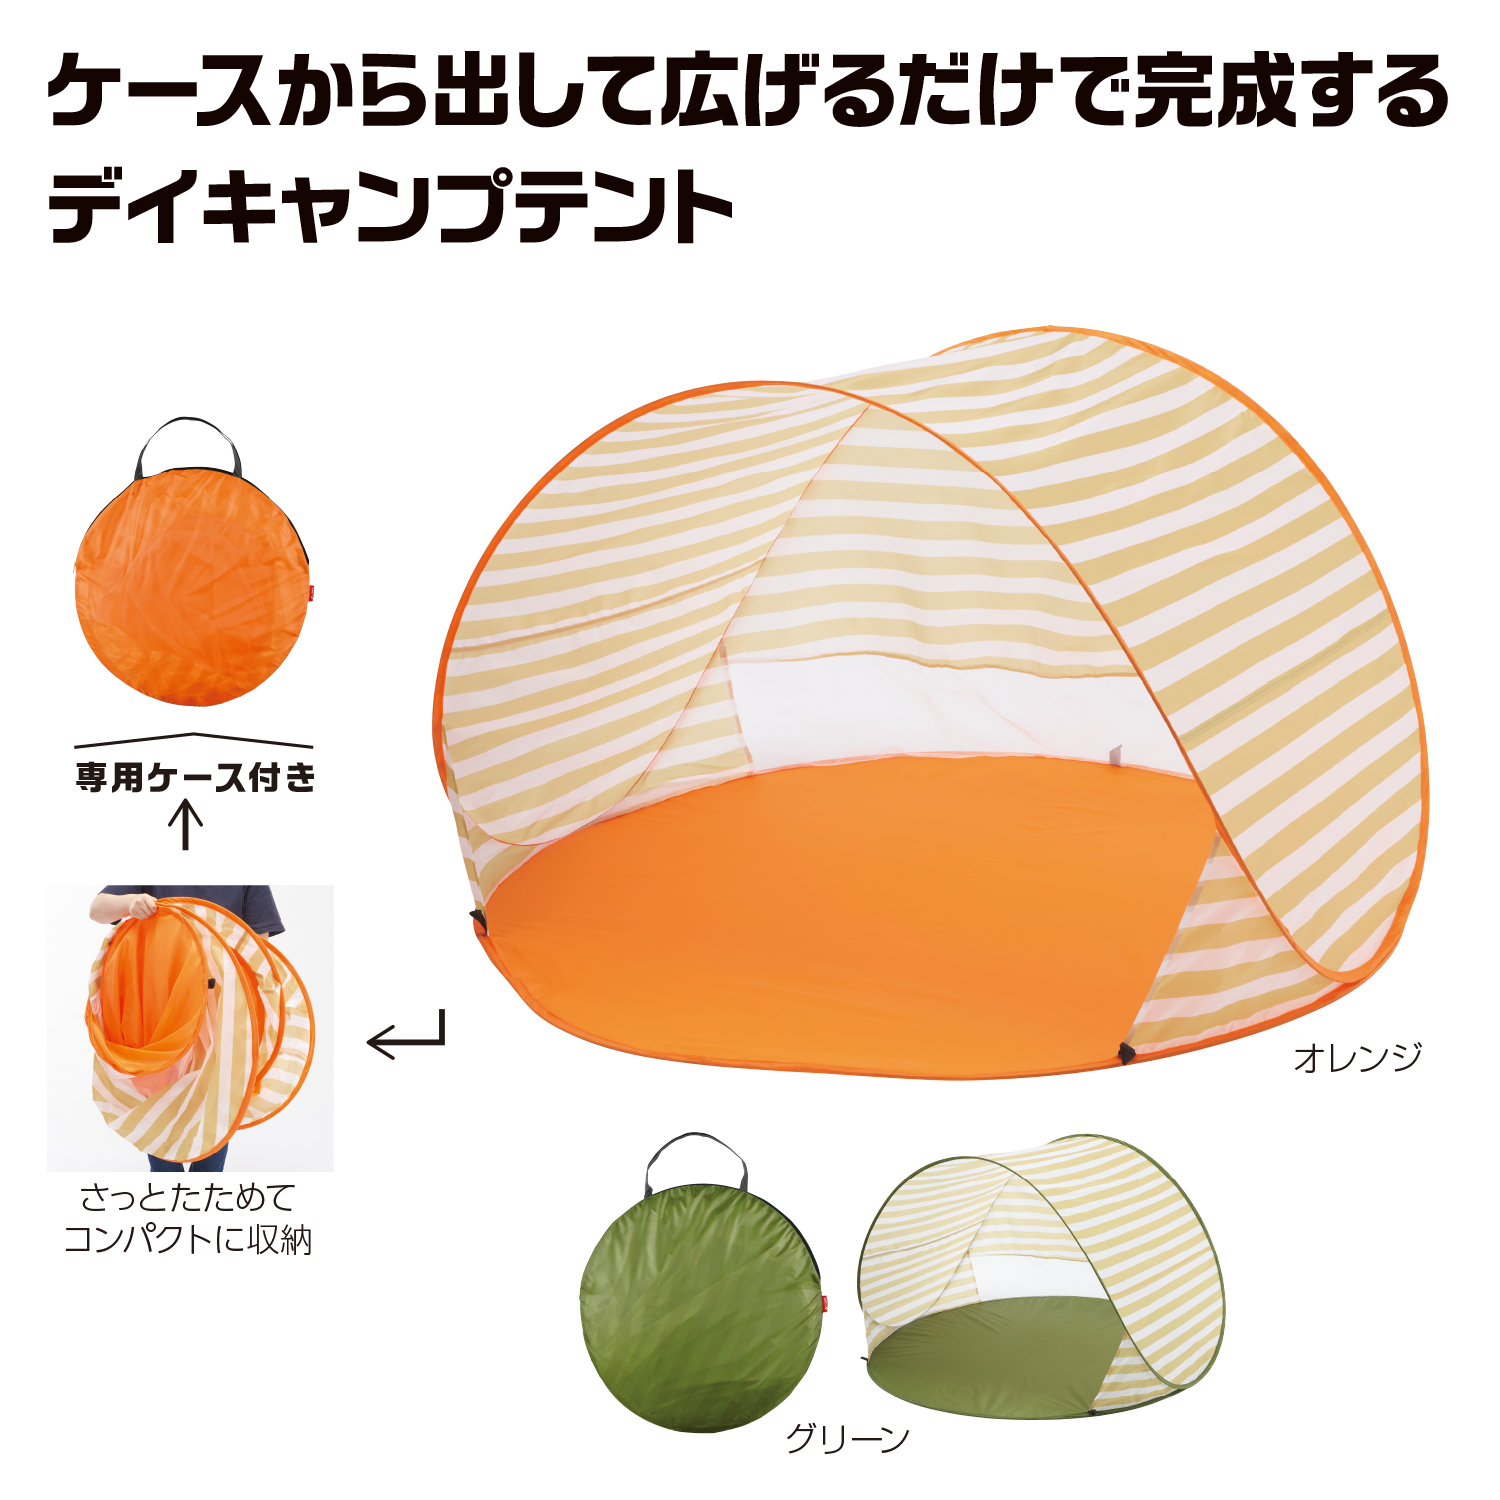 ケースから出して広げるだけで完成する
デイキャンプテント
専用ケース付き
オレンジ
さっとたためて
コンパクトに収納
グリーン